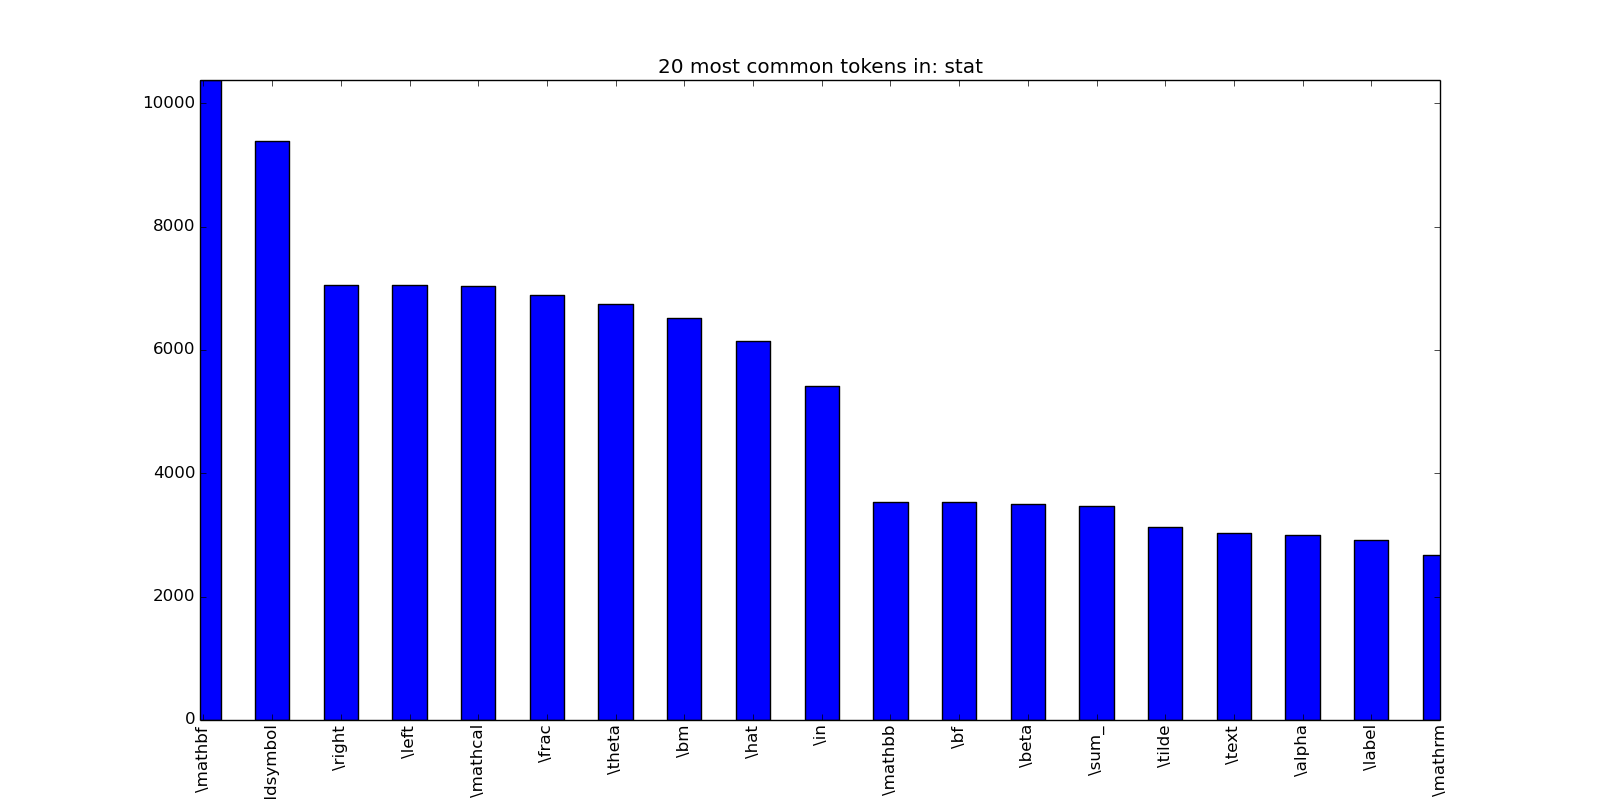 20 most common tokens in: stat
10000
8000
6000
4000
2000
0
\mathbf
ldsymbol
\right
\left
\mathcal
\frac
\theta
\bm
\hat
\in
\mathbb
\bf
\beta
\sum_
\tilde
\text
\alpha
\label
\mathrm